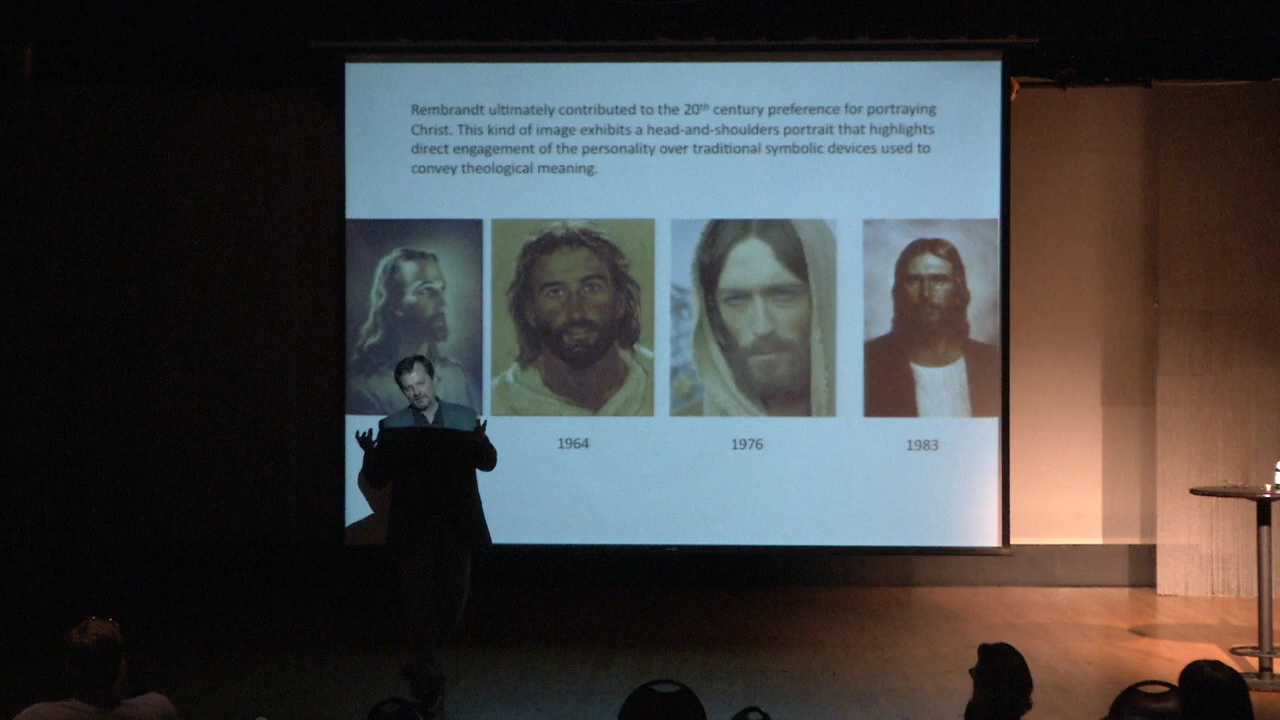 Rembrandt ultimately contributed to the 20th century preference for portraying
Christ. This kind of image exhibits a head-and-shoulders portrait that highlights
direct engagement of the personality over traditional symbolic devices used to
convey theological meaning.
1964
1976
1983